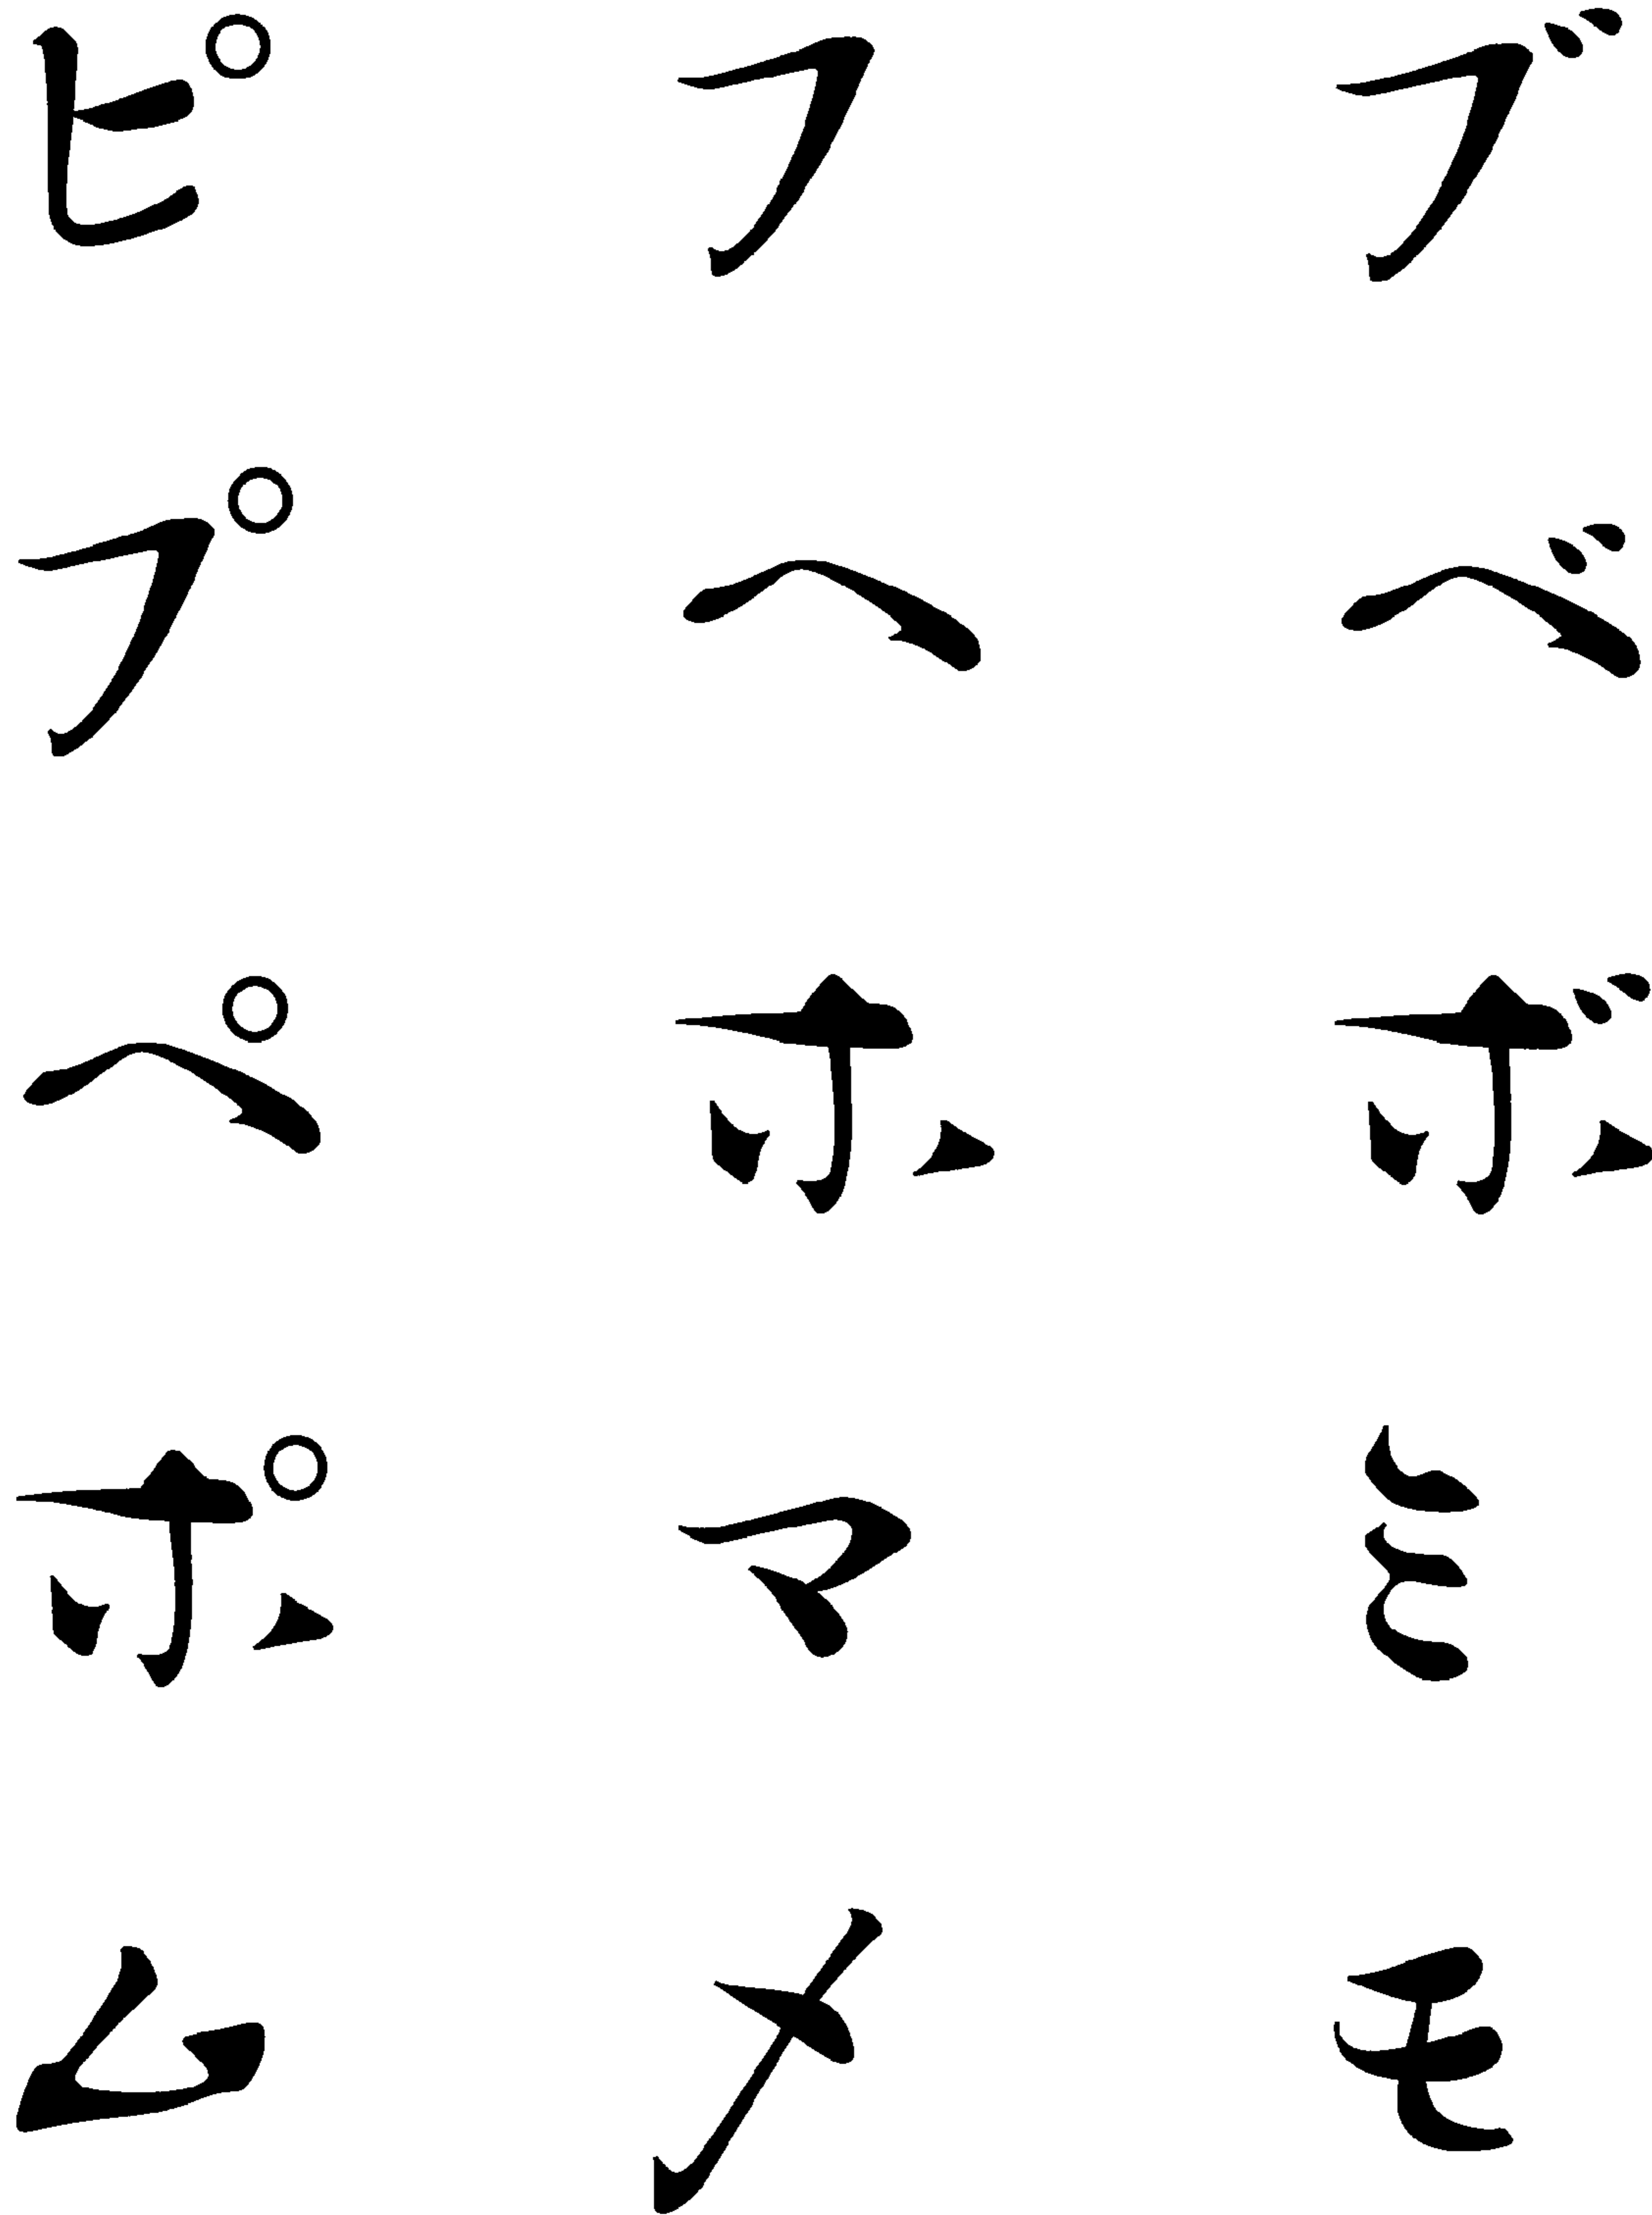 ピ フ ブ
プ ヘ ベ
ペ ホ ボ
ポ マ ミ
ム メ モ